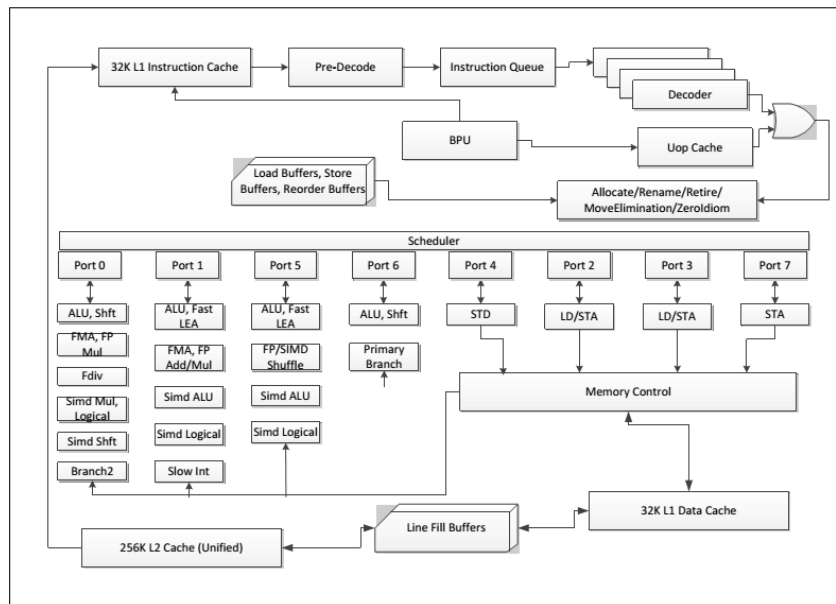 32K L1 Instruction Cache
Pre-Decode
Instruction Queue
Decoder
BPU
Uop Cache
Load Buffers, Store
Buffers, Reorder Buffers
Allocate/Rename/Retire/
MoveElimination/ZeroIdiom
Scheduler
Port 0
Port 1
Port 5
Port 6
Port 4
Port 2
Port 3
Port 7
ALU, Shft
ALU, Fast
LEA
ALU, Fast
LEA
ALU, Shft
STD
LD/STA
LD/STA
STA
FMA, FP
Mul
FMA, FP
Add/Mul
FP/SIMD
Shuffle
Primary
Branch
Fdiv
Simd ALU
Simd ALU
Memory Control
Simd Mul,
Logical
Simd Logical
Simd Logical
Simd Shft
Branch2
Slow Int
32K L1 Data Cache
Line Fill Buffers
256K L2 Cache (Unified)